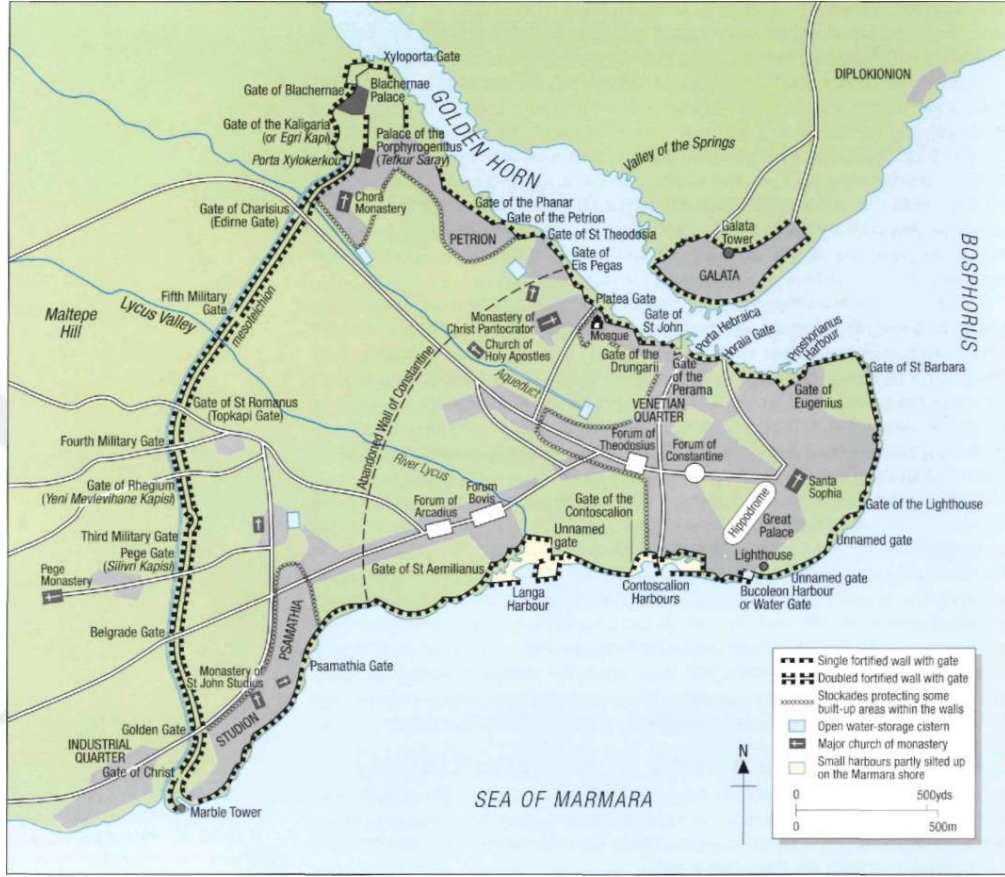 Xyloporta Gate
DIPLOKIONION
Gate of Blachernae
Blachernae
Palace
GOLDEN HORN
Gate of the Kaligaria
(or Egri Kapi)
Palace of the
Porphyrogenitus
(Tefkur Saray)
Porta Xylokerkou
Valley of the Springs
Chora
Monastery
Gate of the Phanar
Gate of the Petrion
Gate of St Theodosia
Gate of Charisius
(Edirne Gate)
PETRION
Galata
Tower
GALATA
BOSPHORUS
Gate of
Eis Pegas
Fifth Military
Gate
mesoteichion
Maltepe
Hill
Lycus Valley
Platea Gate
Gate of
St John
Porta Hebraica
Horaia Gate
Proshorianus
Harbour
Monastery of
Christ Pantocrator
Mosque
Church of
Holy Apostles
Gate of the
Drungarii
Gate
of the
Perama
Gate of St Barbara
Gate of
Eugenius
Aqueduct
Abandoned Wall of Constantine
VENETIAN
QUARTER
Gate of St Romanus
(Topkapi Gate)
Fourth Military Gate
Forum of
Theodosius
Forum of
Constantine
River Lycus
Gate of Rhegium
(Yeni Mevlevihane Kapisi)
Forum of
Arcadius
Forum
Bovis
Gate of the
Contoscalion
Santa
Sophia
Hippodrome
Great
Palace
Gate of the Lighthouse
Third Military Gate
Pege Gate
(Silivri Kapisi)
Unnamed
gate
Unnamed gate
Lighthouse
Pege
Monastery
Gate of St Aemilianus
Langa
Harbour
Contoscalion
Harbours
Unnamed gate
Bucoleon Harbour
or Water Gate
Belgrade Gate
PSAMATHIA
Psamathia Gate
Monastery of
St John Studius
STUDION
Golden Gate
INDUSTRIAL
QUARTER
Gate of Christ
Marble Tower
SEA OF MARMARA
N
Single fortified wall with gate
Doubled fortified wall with gate
Stockades protecting some
built-up areas within the walls
Open water-storage cistern
Major church of monastery
Small harbours partly silted up
on the Marmara shore
0 500yds
0 500m